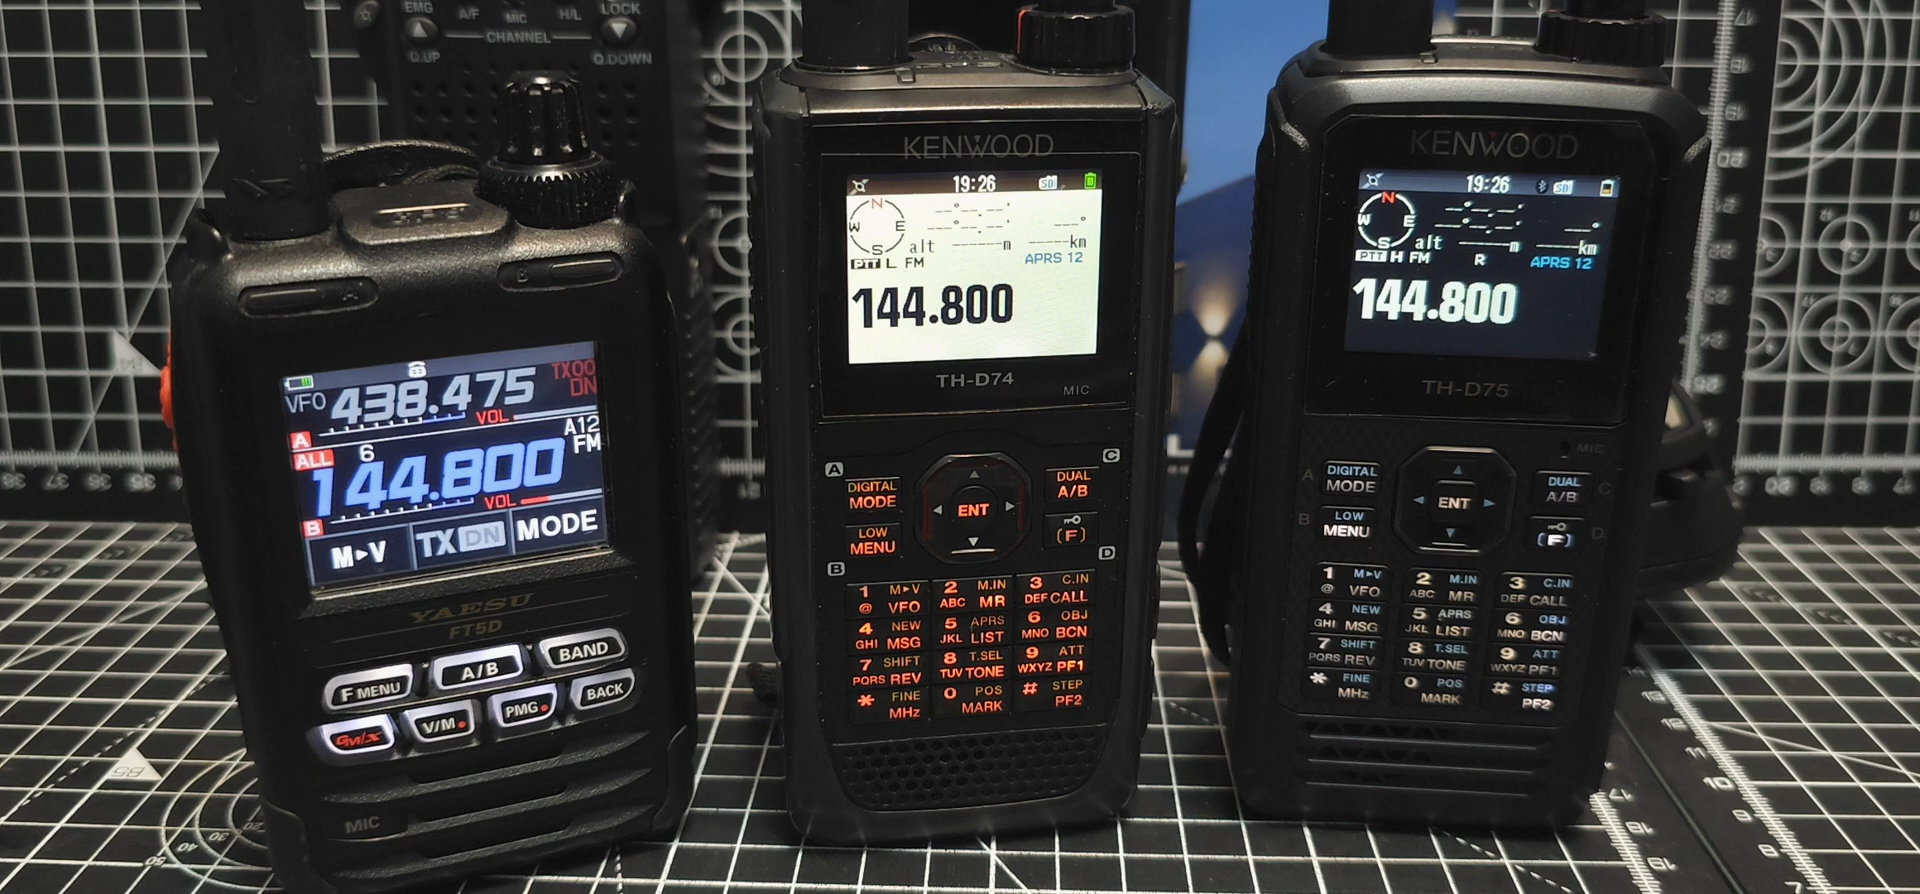 EMG A/F MIC H/L LOCK
CHANNEL
Q.UP Q.DOWN
VFO 438.475 TX00
DN
VOL
A
ALL 6 144.800 A12
FM
VOL
B
M▸V TX DN MODE
YAESU
FT5D
F MENU A/B BAND
GM/X V/M PMG BACK
MIC
KENWOOD
19:26 SD
N
W E
S
alt m km
PTT L FM APRS 12
144.800
TH-D74
MIC
A C
DIGITAL MODE DUAL A/B
ENT
LOW MENU (F)
B D
1 M▸V 2 M.IN 3 C.IN
@ VFO ABC MR DEF CALL
4 NEW 5 APRS 6 OBJ
GHI MSG JKL LIST MNO BCN
7 SHIFT 8 T.SEL 9 ATT
PQRS REV TUV TONE WXYZ PF1
* FINE 0 POS # STEP
MHz MARK PF2
KENWOOD
19:26 SD
N
W E
S
alt m km
PTT H FM R APRS 12
144.800
TH-D75
MIC
A C
DIGITAL MODE DUAL A/B
ENT
LOW MENU (F)
B D
1 M▸V 2 M.IN 3 C.IN
@ VFO ABC MR DEF CALL
4 NEW 5 APRS 6 OBJ
GHI MSG JKL LIST MNO BCN
7 SHIFT 8 T.SEL 9 ATT
PQRS REV TUV TONE WXYZ PF1
* FINE 0 POS # STEP
MHz MARK PF2